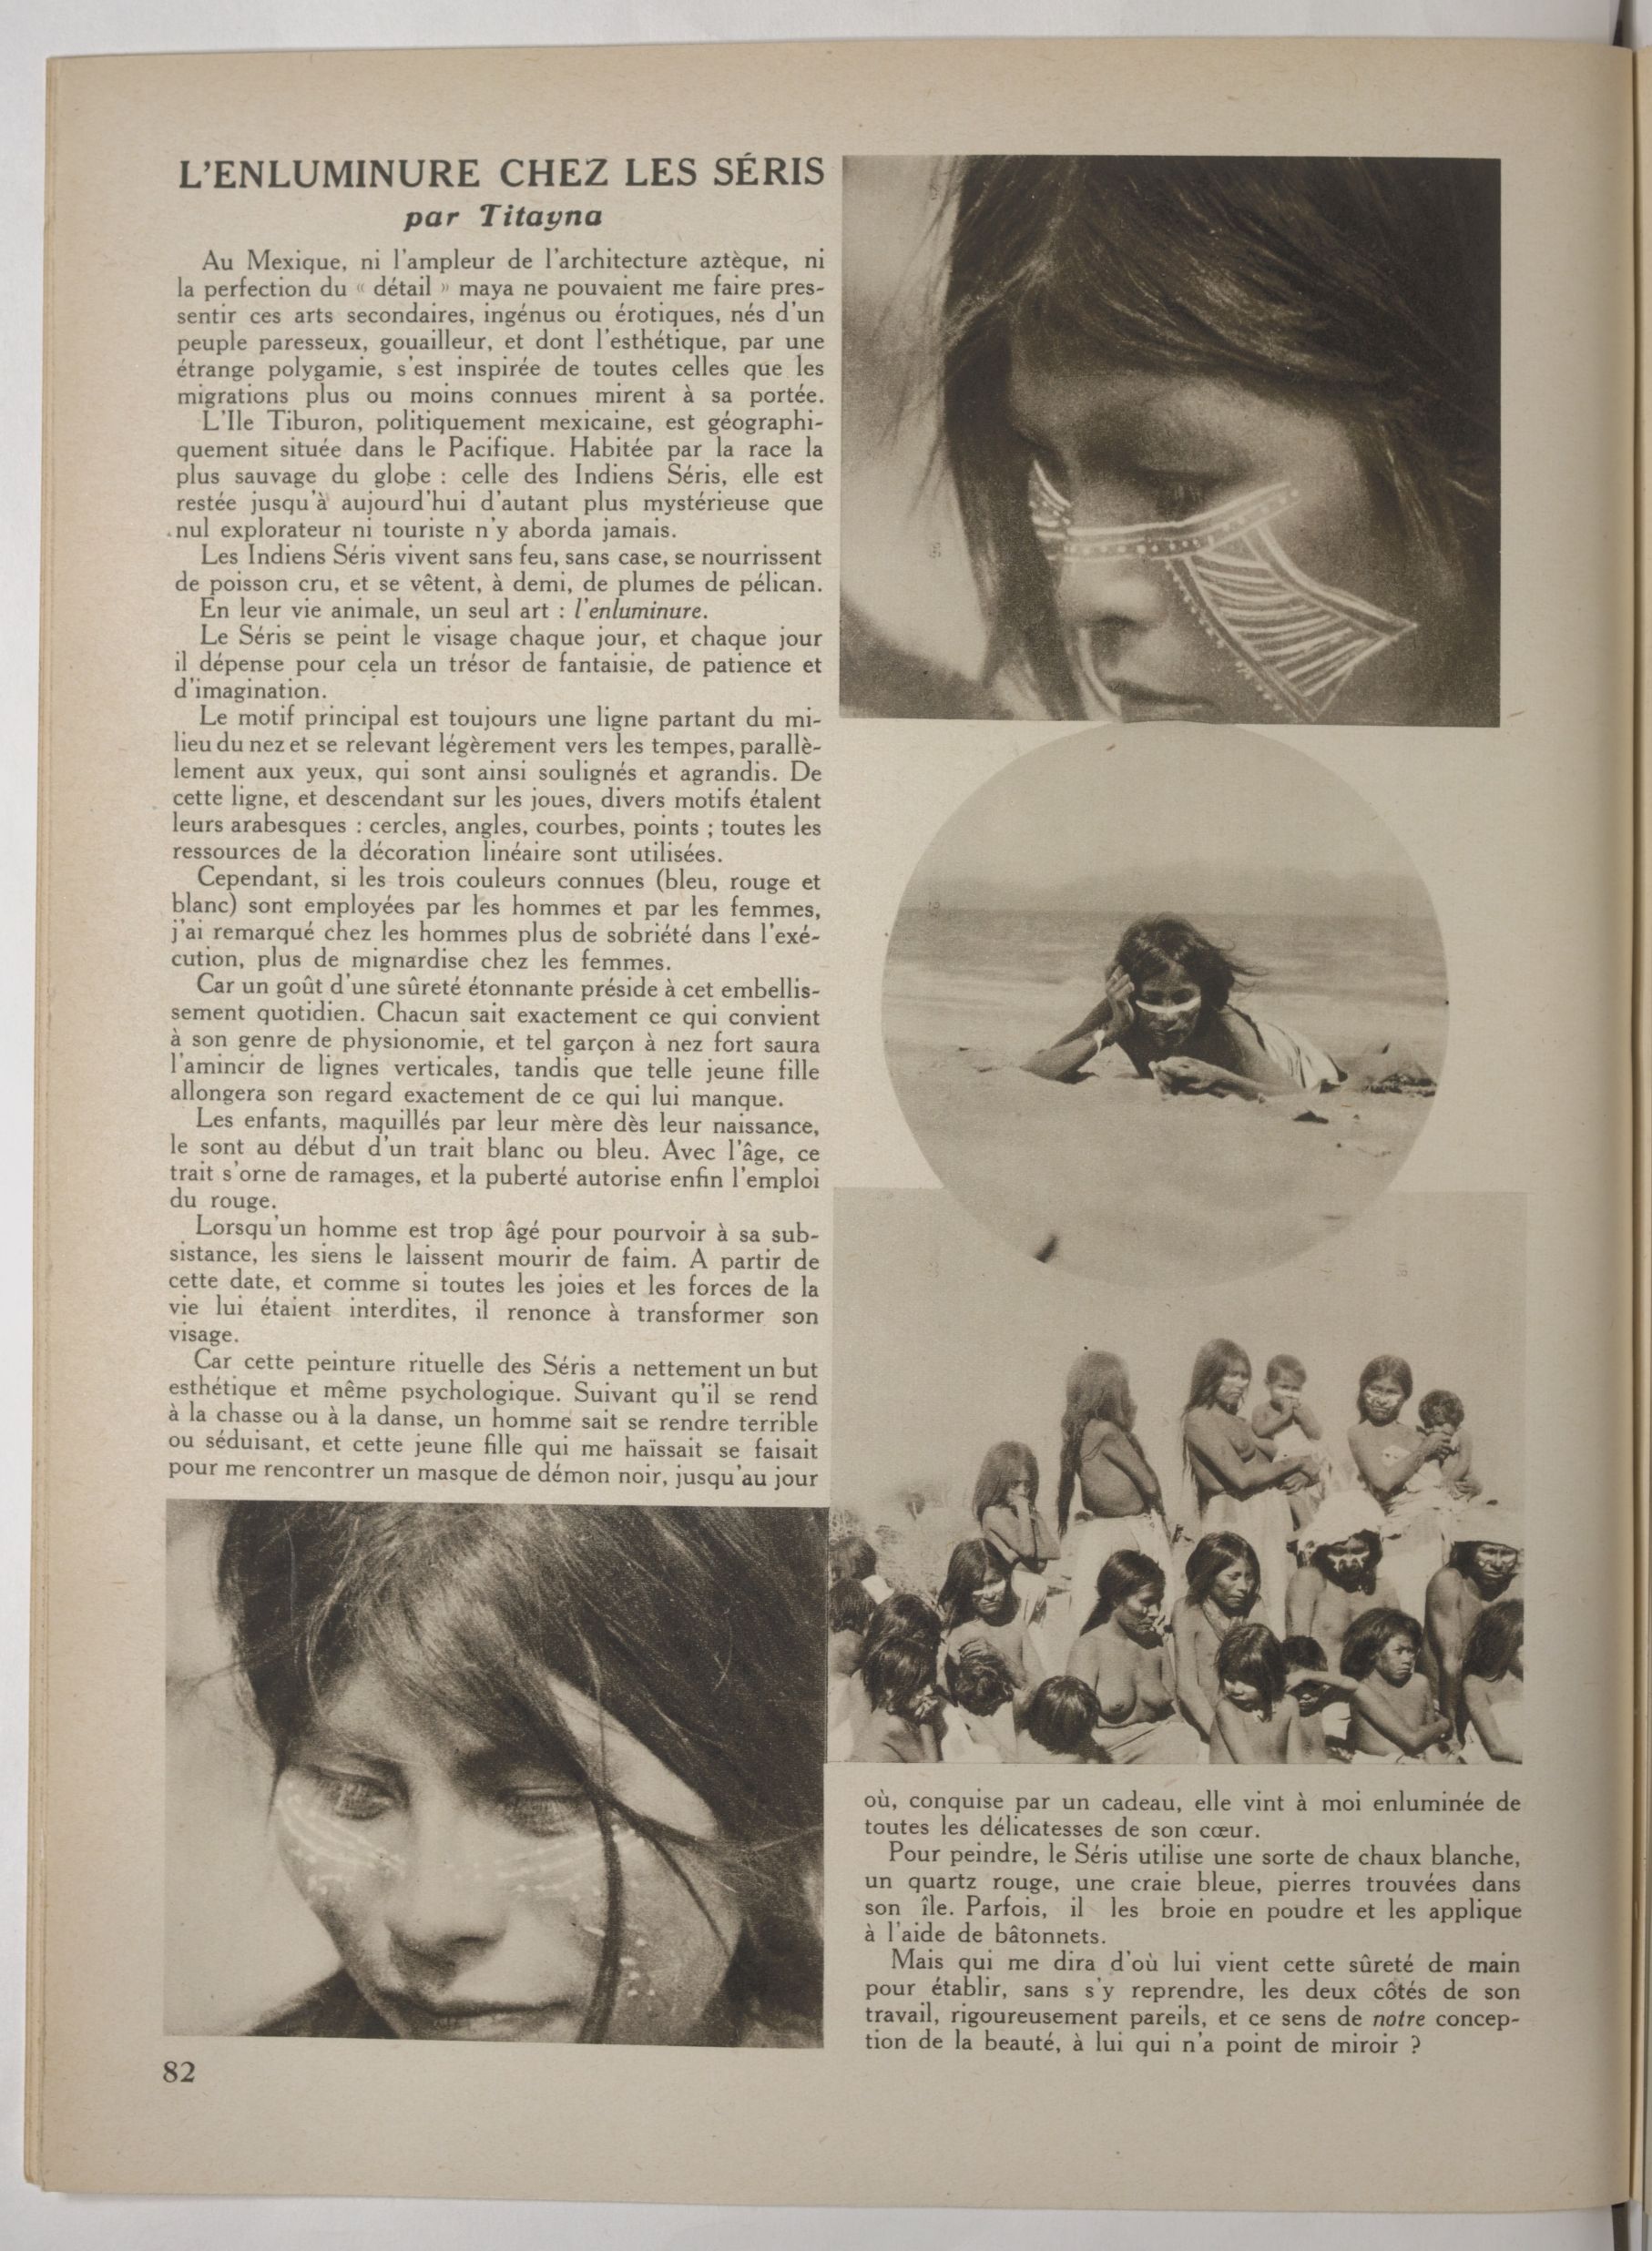 L'ENLUMINURE CHEZ LES SÉRIS
par Titayna
Au Mexique, ni l'ampleur de l'architecture aztèque, ni
la perfection du « détail » maya ne pouvaient me faire pres-
sentir ces arts secondaires, ingénus ou érotiques, nés d'un
peuple paresseux, gouailleur, et dont l'esthétique, par une
étrange polygamie, s'est inspirée de toutes celles que les
migrations plus ou moins connues mirent à sa portée.
L'Ile Tiburon, politiquement mexicaine, est géographi-
quement située dans le Pacifique. Habitée par la race la
plus sauvage du globe : celle des Indiens Séris, elle est
restée jusqu'à aujourd'hui d'autant plus mystérieuse que
nul explorateur ni touriste n'y aborda jamais.
Les Indiens Séris vivent sans feu, sans case, se nourrissent
de poisson cru, et se vêtent, à demi, de plumes de pélican.
En leur vie animale, un seul art : l'enluminure.
Le Séris se peint le visage chaque jour, et chaque jour
il dépense pour cela un trésor de fantaisie, de patience et
d'imagination.
Le motif principal est toujours une ligne partant du mi-
lieu du nez et se relevant légèrement vers les tempes, parallè-
lement aux yeux, qui sont ainsi soulignés et agrandis. De
cette ligne, et descendant sur les joues, divers motifs étalent
leurs arabesques : cercles, angles, courbes, points ; toutes les
ressources de la décoration linéaire sont utilisées.
Cependant, si les trois couleurs connues (bleu, rouge et
blanc) sont employées par les hommes et par les femmes,
j'ai remarqué chez les hommes plus de sobriété dans l'exé-
cution, plus de mignardise chez les femmes.
Car un goût d'une sûreté étonnante préside à cet embellis-
sement quotidien. Chacun sait exactement ce qui convient
à son genre de physionomie, et tel garçon à nez fort saura
l'amincir de lignes verticales, tandis que telle jeune fille
allongera son regard exactement de ce qui lui manque.
Les enfants, maquillés par leur mère dès leur naissance,
le sont au début d'un trait blanc ou bleu. Avec l'âge, ce
trait s'orne de ramages, et la puberté autorise enfin l'emploi
du rouge.
Lorsqu'un homme est trop âgé pour pourvoir à sa sub-
sistance, les siens le laissent mourir de faim. A partir de
cette date, et comme si toutes les joies et les forces de la
vie lui étaient interdites, il renonce à transformer son
visage.
Car cette peinture rituelle des Séris a nettement un but
esthétique et même psychologique. Suivant qu'il se rend
à la chasse ou à la danse, un homme sait se rendre terrible
ou séduisant, et cette jeune fille qui me haïssait se faisait
pour me rencontrer un masque de démon noir, jusqu'au jour
où, conquise par un cadeau, elle vint à moi enluminée de
toutes les délicatesses de son cœur.
Pour peindre, le Séris utilise une sorte de chaux blanche,
un quartz rouge, une craie bleue, pierres trouvées dans
son île. Parfois, il les broie en poudre et les applique
à l'aide de bâtonnets.
Mais qui me dira d'où lui vient cette sûreté de main
pour établir, sans s'y reprendre, les deux côtés de son
travail, rigoureusement pareils, et ce sens de notre concep-
tion de la beauté, à lui qui n'a point de miroir ?
82